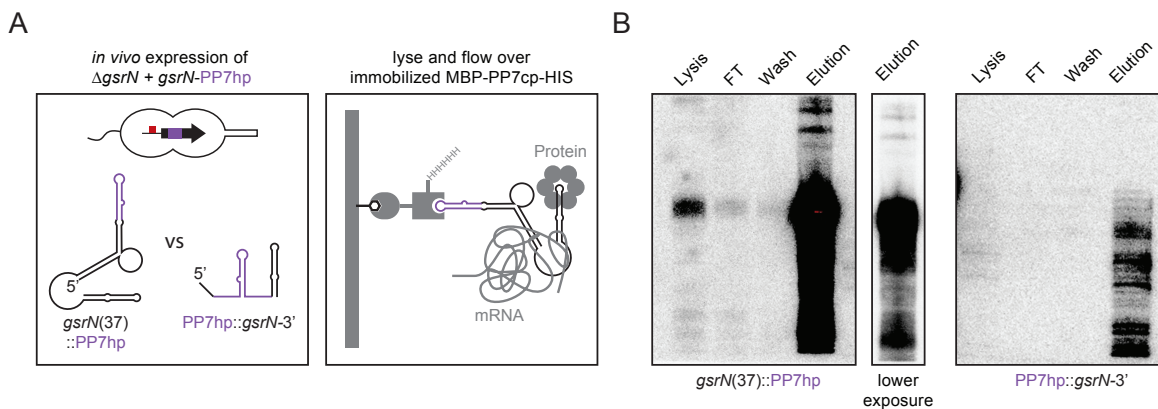 A
in vivo expression of
ΔgsrN + gsrN-PP7hp
lyse and flow over
immobilized MBP-PP7cp-HIS
HHHHHH
Protein
5'
vs
5'
gsrN(37)
::PP7hp
PP7hp::gsrN-3'
mRNA
B
Lysis
FT
Wash
Elution
Elution
Lysis
FT
Wash
Elution
gsrN(37)::PP7hp
lower
exposure
PP7hp::gsrN-3'